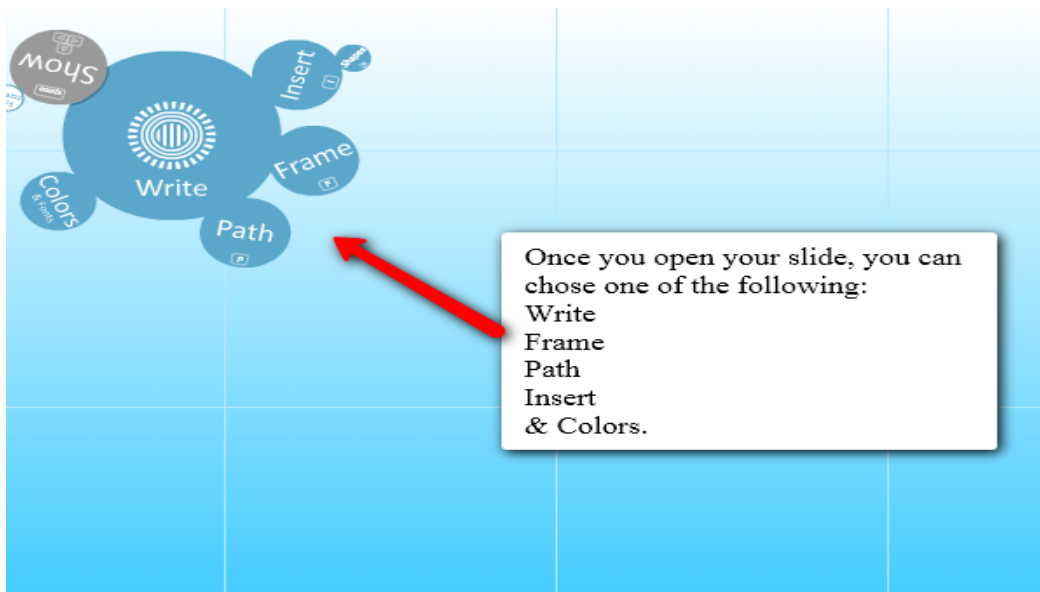 Show
Insert
I
Shapes
Frame
F
Write
Colors
& Fonts
Path
P
Once you open your slide, you can
chose one of the following:
Write
Frame
Path
Insert
& Colors.